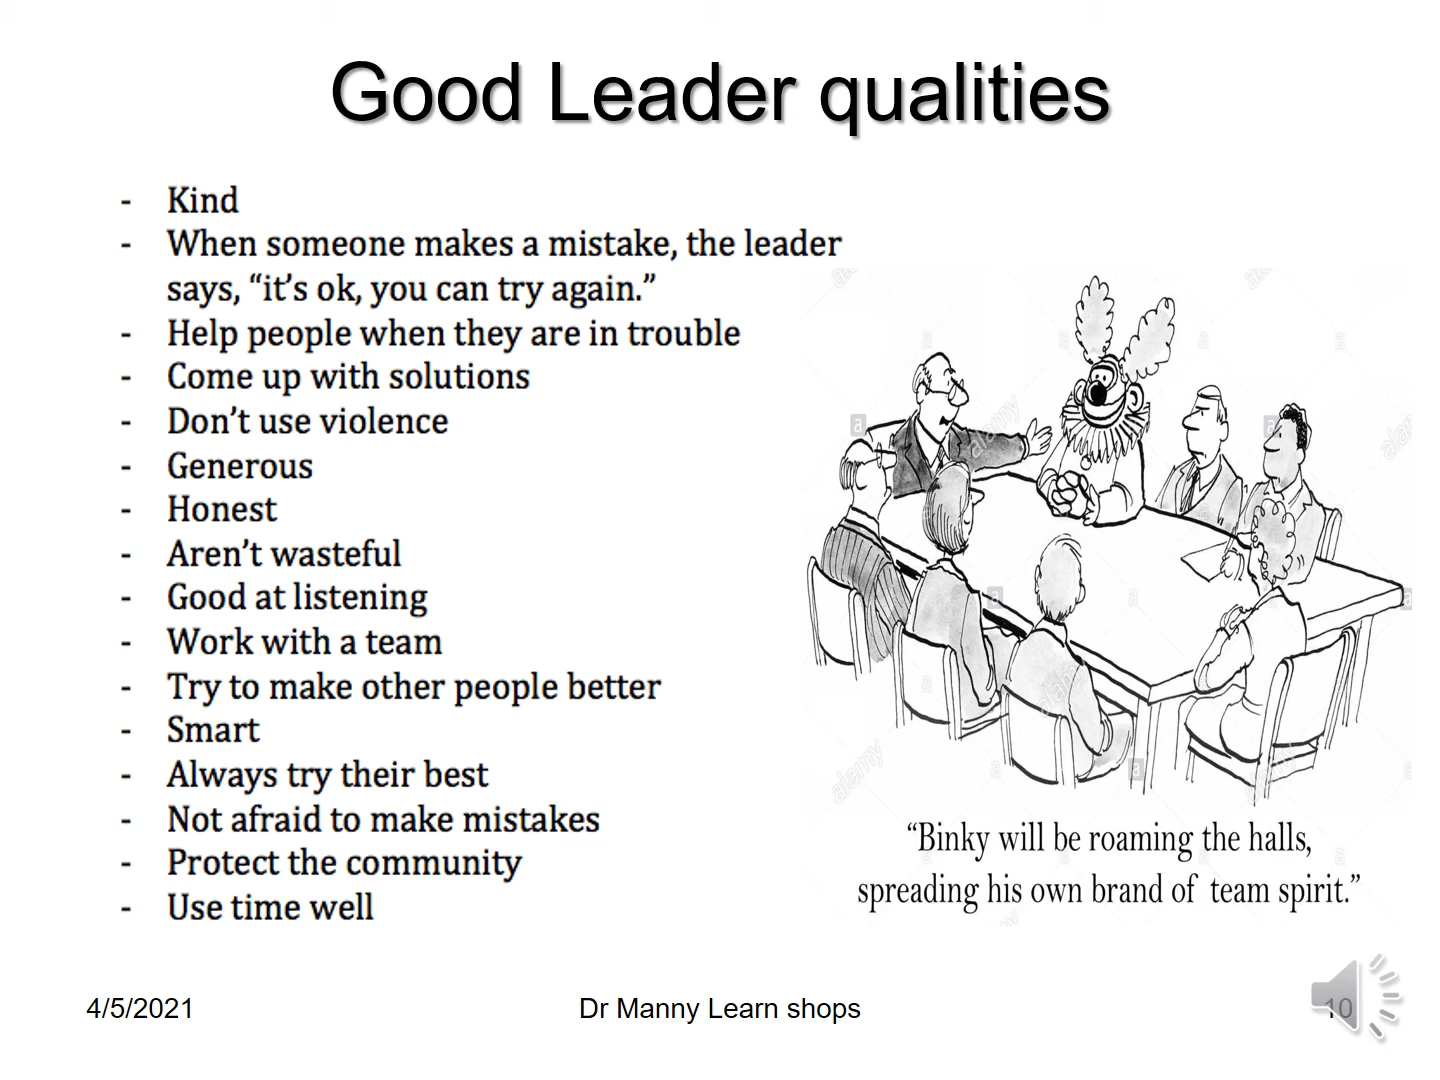 Good Leader qualities
- Kind
- When someone makes a mistake, the leader
says, “it’s ok, you can try again.”
- Help people when they are in trouble
- Come up with solutions
- Don’t use violence
- Generous
- Honest
- Aren’t wasteful
- Good at listening
- Work with a team
- Try to make other people better
- Smart
- Always try their best
- Not afraid to make mistakes
- Protect the community
- Use time well
alamy
a
“Binky will be roaming the halls,
spreading his own brand of team spirit.”
4/5/2021
Dr Manny Learn shops
10